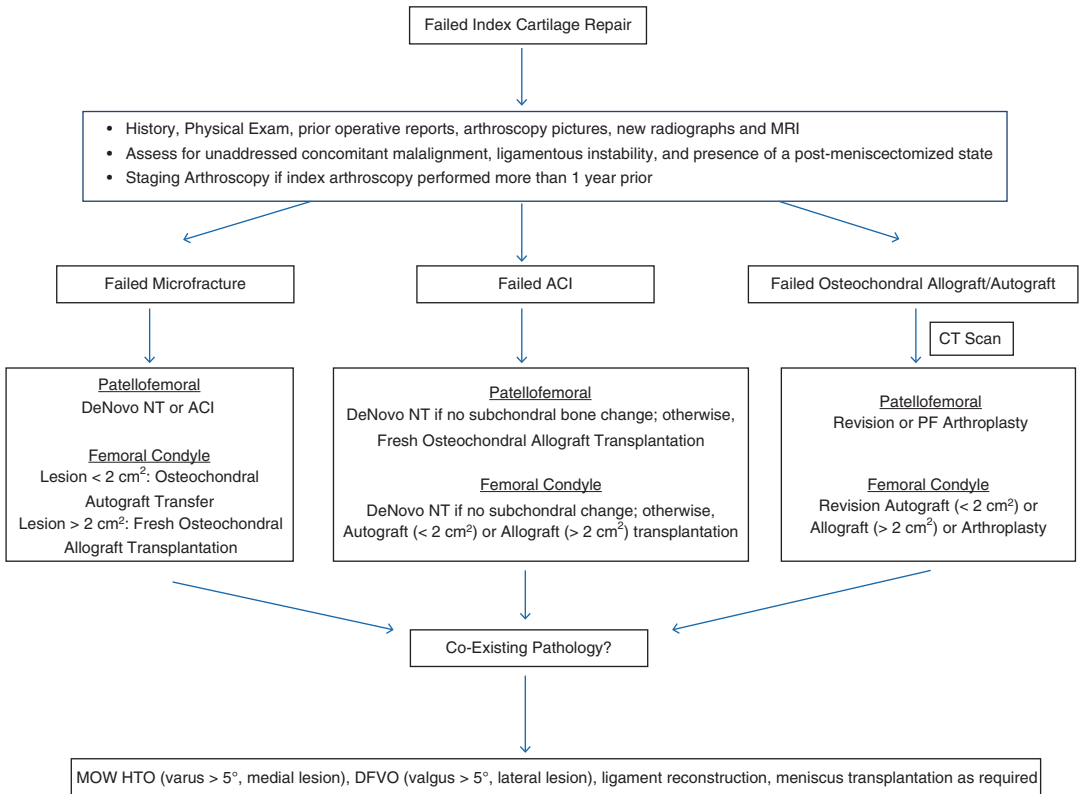 Failed Index Cartilage Repair
• History, Physical Exam, prior operative reports, arthroscopy pictures, new radiographs and MRI
• Assess for unaddressed concomitant malalignment, ligamentous instability, and presence of a post-meniscectomized state
• Staging Arthroscopy if index arthroscopy performed more than 1 year prior
Failed Microfracture
Failed ACI
Failed Osteochondral Allograft/Autograft
CT Scan
Patellofemoral
DeNovo NT or ACI
Femoral Condyle
Lesion < 2 cm²: Osteochondral
Autograft Transfer
Lesion > 2 cm²: Fresh Osteochondral
Allograft Transplantation
Patellofemoral
DeNovo NT if no subchondral bone change; otherwise,
Fresh Osteochondral Allograft Transplantation
Femoral Condyle
DeNovo NT if no subchondral change; otherwise,
Autograft (< 2 cm²) or Allograft (> 2 cm²) transplantation
Patellofemoral
Revision or PF Arthroplasty
Femoral Condyle
Revision Autograft (< 2 cm²) or
Allograft (> 2 cm²) or Arthroplasty
Co-Existing Pathology?
MOW HTO (varus > 5°, medial lesion), DFVO (valgus > 5°, lateral lesion), ligament reconstruction, meniscus transplantation as required